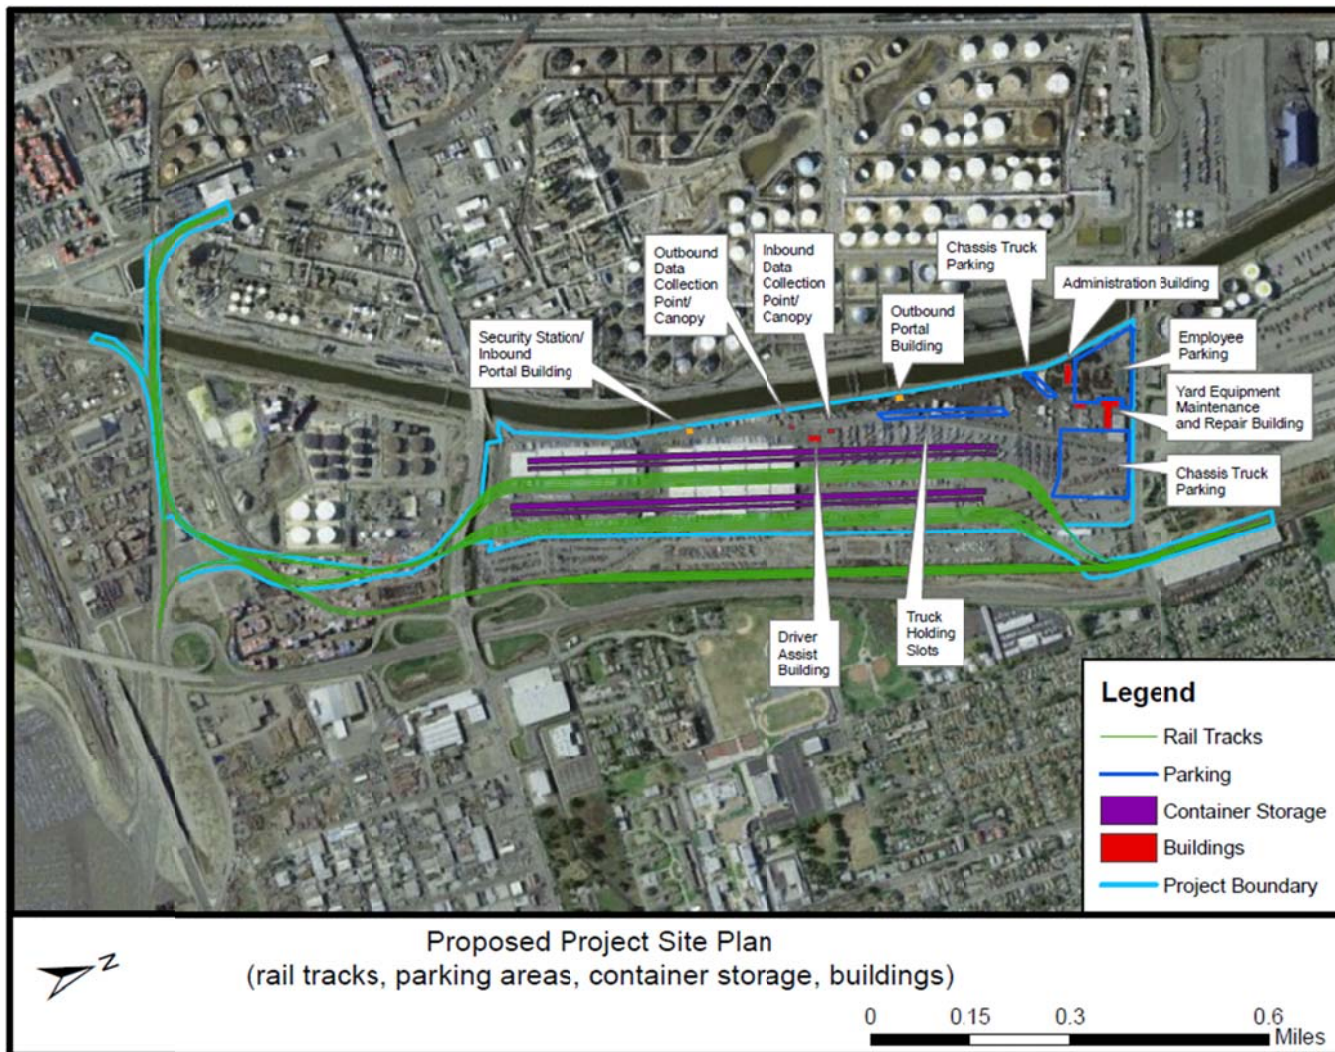 Outbound
Data
Collection
Point/
Canopy
Inbound
Data
Collection
Point/
Canopy
Chassis Truck
Parking
Administration Building
Security Station/
Inbound
Portal Building
Outbound
Portal
Building
Employee
Parking
Yard Equipment
Maintenance
and Repair Building
Chassis Truck
Parking
Driver
Assist
Building
Truck
Holding
Slots
Legend
Rail Tracks
Parking
Container Storage
Buildings
Project Boundary
Proposed Project Site Plan
(rail tracks, parking areas, container storage, buildings)
N
0 0.15 0.3 0.6
Miles